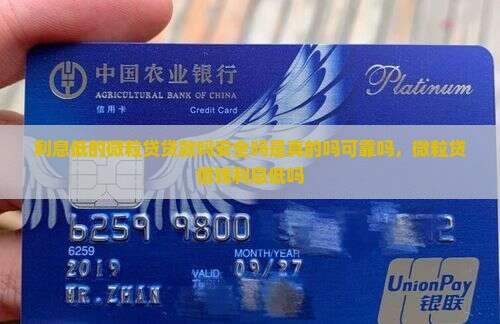 中国农业银行
AGRICULTURAL BANK OF CHINA
Platinum
信用卡 Credit Card
利息低的微粒贷贷款吗安全吗是真的吗可靠吗，微粒贷
借钱利息低吗
6259 9800 2
6259
MONTH/YEAR
2019 VALID 09/27
MR.ZHAN
UnionPay
银联